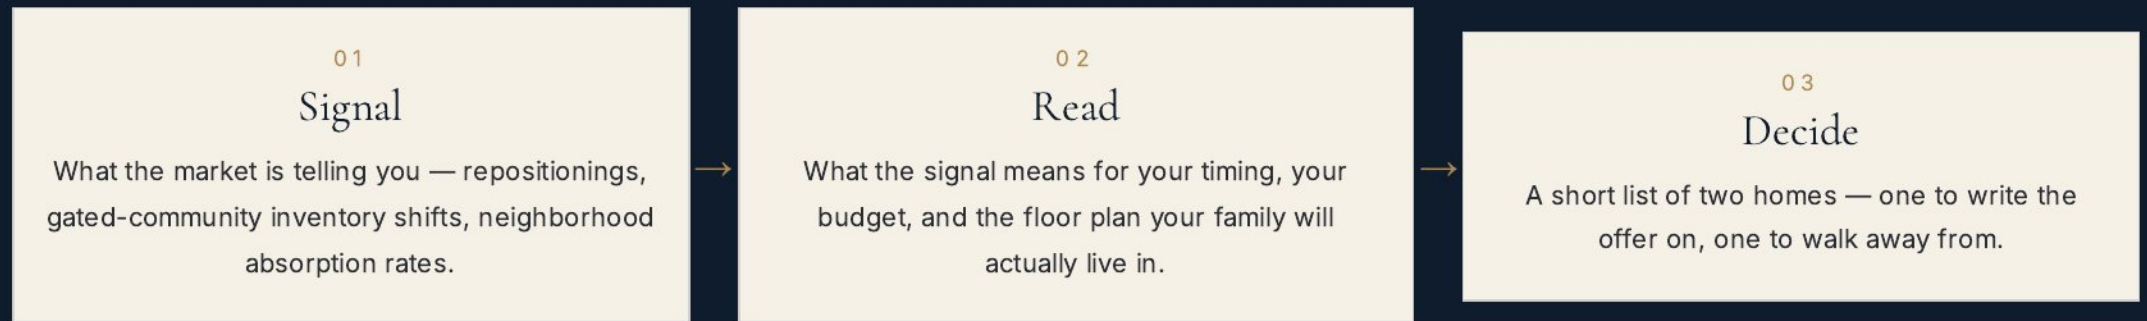 01
Signal
What the market is telling you — repositionings,
gated-community inventory shifts, neighborhood
absorption rates.
→
02
Read
What the signal means for your timing, your
budget, and the floor plan your family will
actually live in.
→
03
Decide
A short list of two homes — one to write the
offer on, one to walk away from.